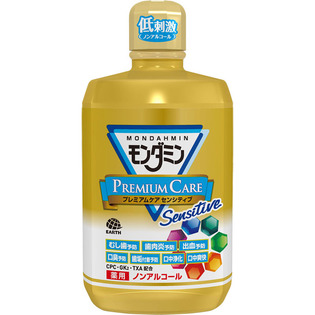 低刺激
ノンアルコール
MONDAHMIN
モンダミン
PREMIUM CARE
プレミアムケア センシティブ
Sensitive
EARTH
むし歯予防 歯肉炎予防 出血予防
口臭予防 歯垢付着予防 口中浄化 口中爽快
CPC・GK2・TXA 配合
薬用 ノンアルコール